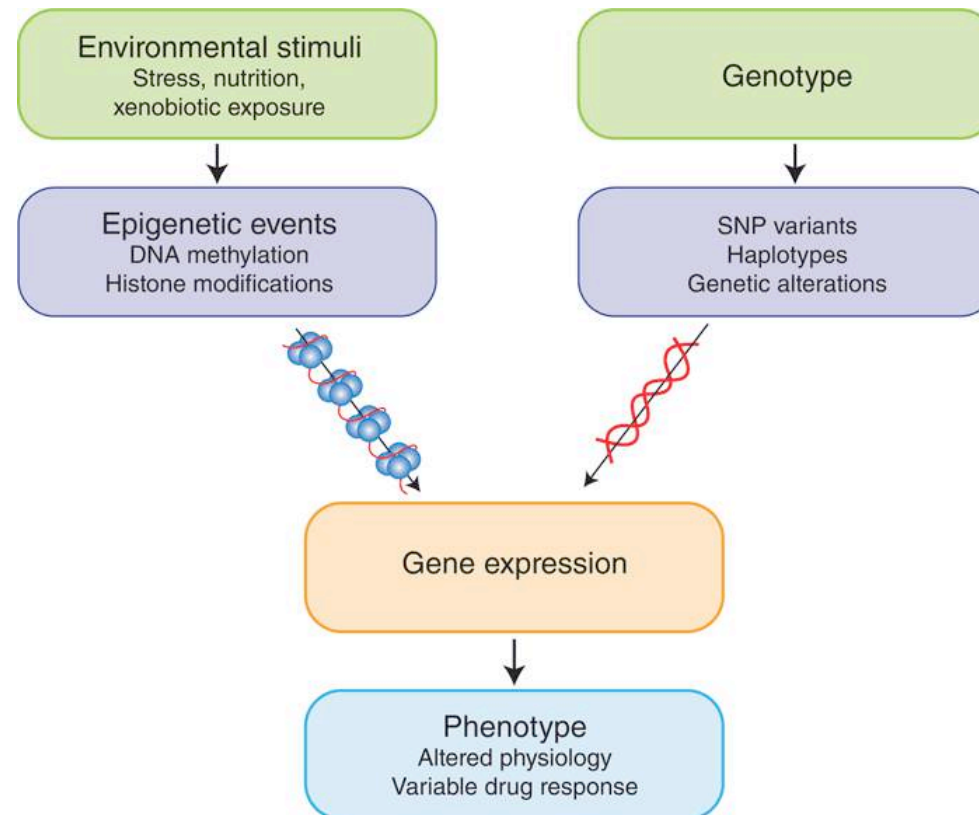 Environmental stimuli
Stress, nutrition,
xenobiotic exposure
Genotype
Epigenetic events
DNA methylation
Histone modifications
SNP variants
Haplotypes
Genetic alterations
Gene expression
Phenotype
Altered physiology
Variable drug response